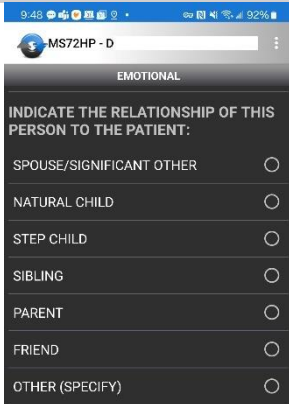 9:48
92%
MS72HP - D
EMOTIONAL
INDICATE THE RELATIONSHIP OF THIS
PERSON TO THE PATIENT:
SPOUSE/SIGNIFICANT OTHER
NATURAL CHILD
STEP CHILD
SIBLING
PARENT
FRIEND
OTHER (SPECIFY)